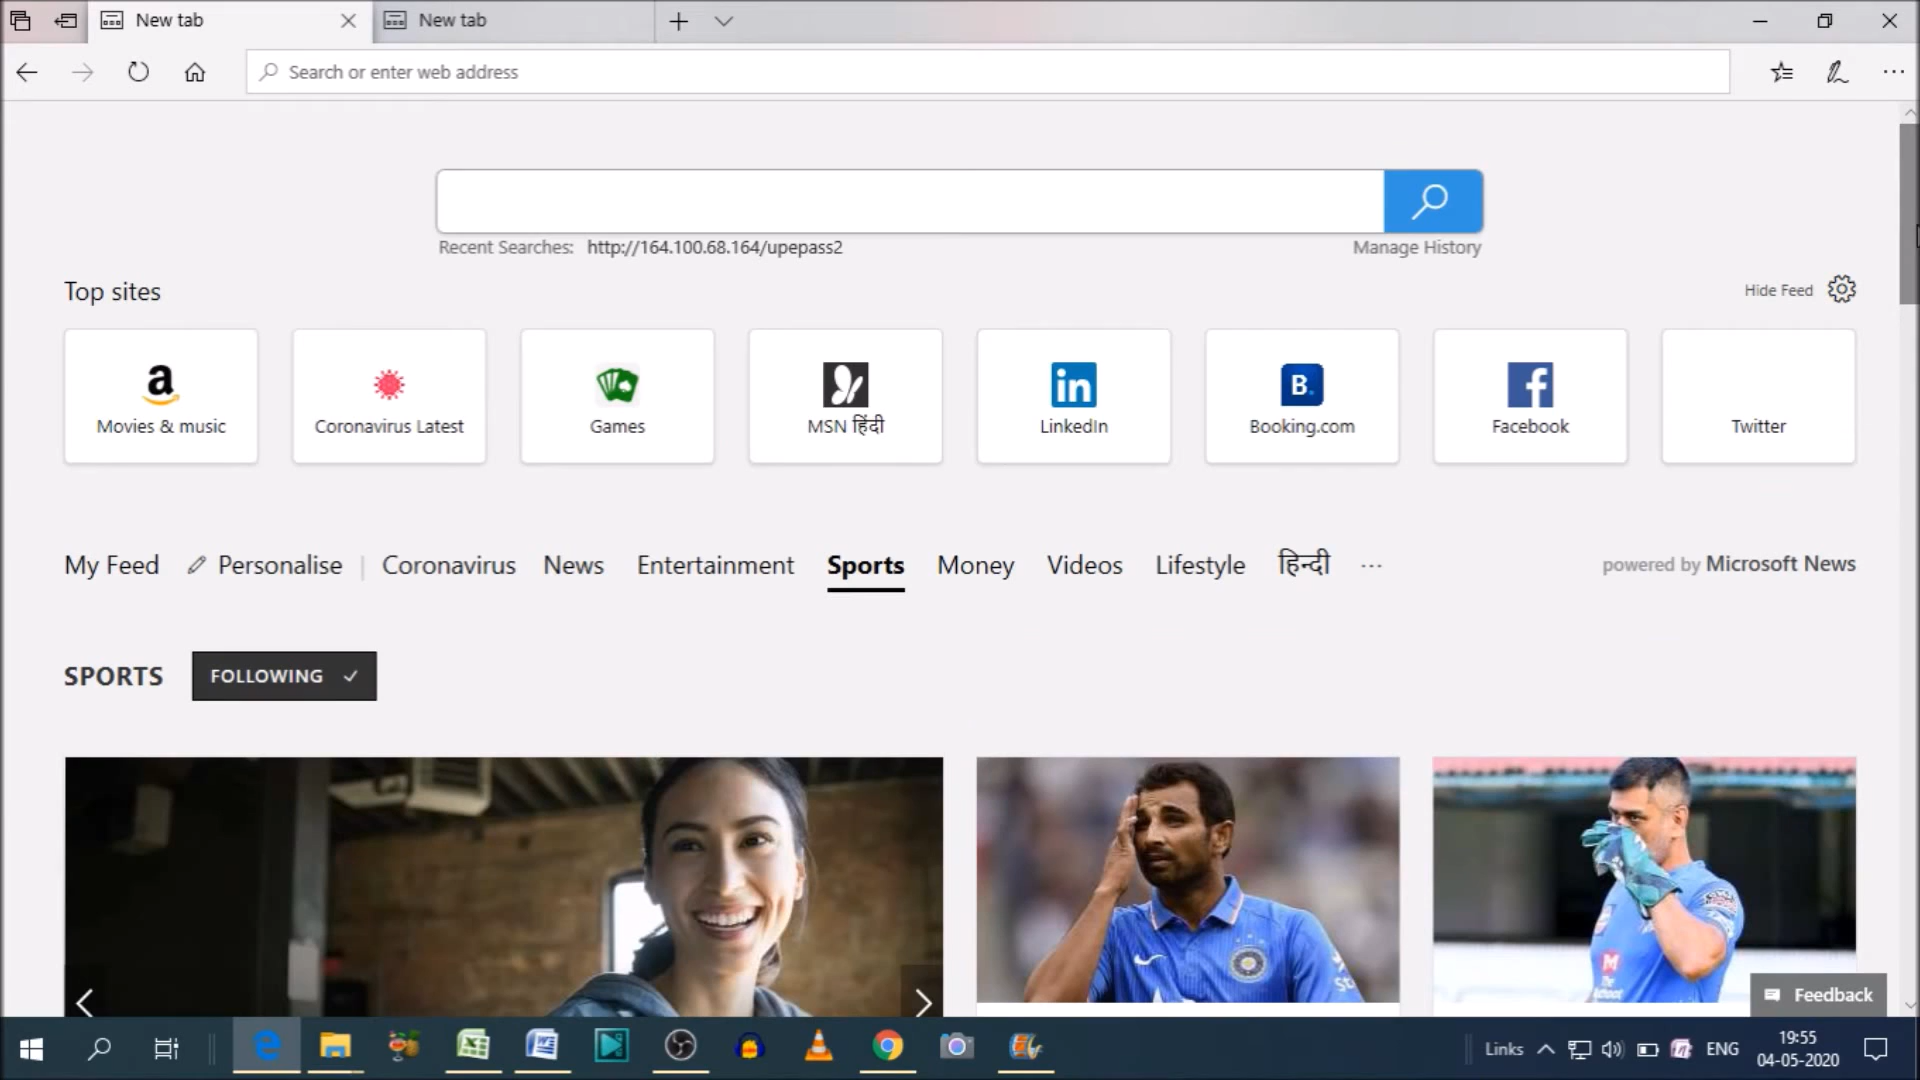 New tab
New tab
Search or enter web address
Recent Searches: http://164.100.68.164/upepass2 Manage History
Top sites
Hide Feed
Movies & music
Coronavirus Latest
Games
MSN हिंदी
LinkedIn
B. Booking.com
Facebook
Twitter
My Feed Personalise | Coronavirus News Entertainment Sports Money Videos Lifestyle हिन्दी ... powered by Microsoft News
SPORTS FOLLOWING
Feedback
Links ENG 19:55
04-05-2020